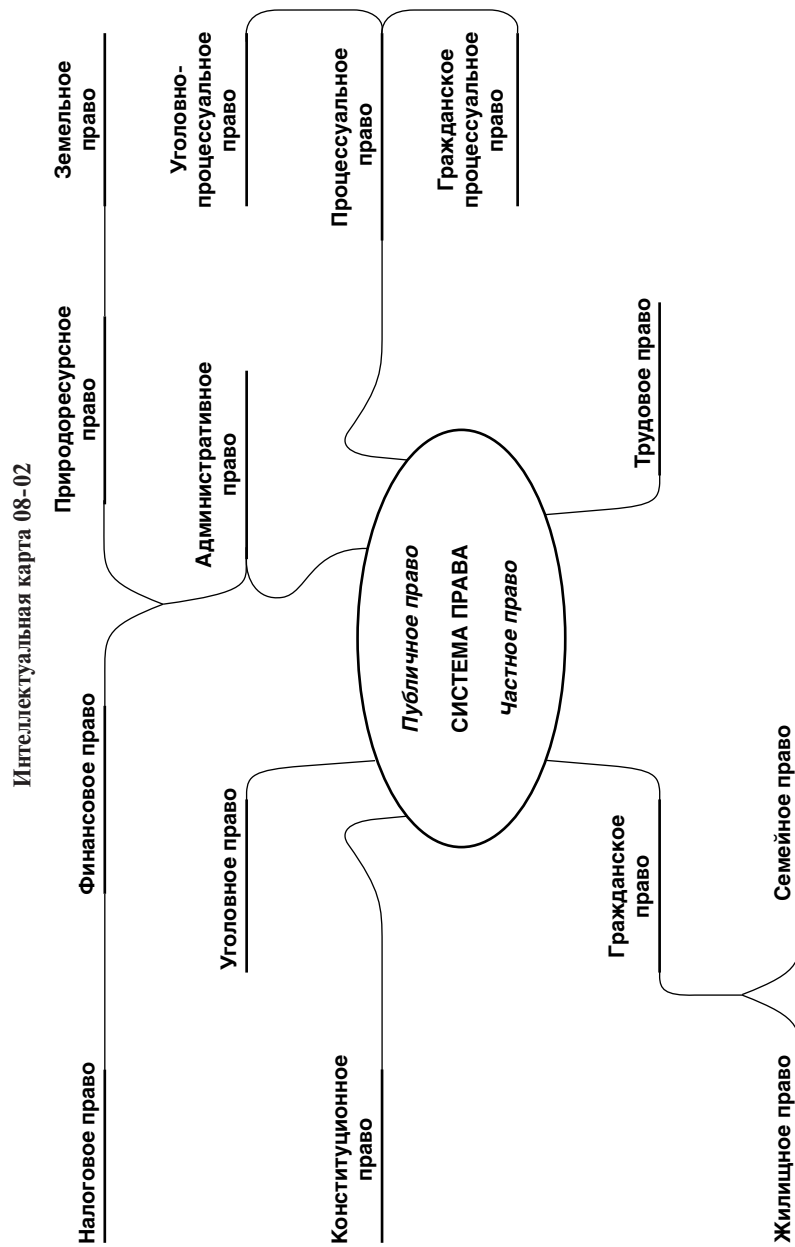 Интеллектуальная карта 08-02
Налоговое право
Финансовое право
Природоресурсное
право
Земельное
право
Уголовное право
Административное
право
Уголовно-
процессуальное
право
Конституционное
право
Процессуальное
право
Публичное право
СИСТЕМА ПРАВА
Частное право
Гражданское
процессуальное
право
Гражданское
право
Трудовое право
Жилищное право
Семейное право